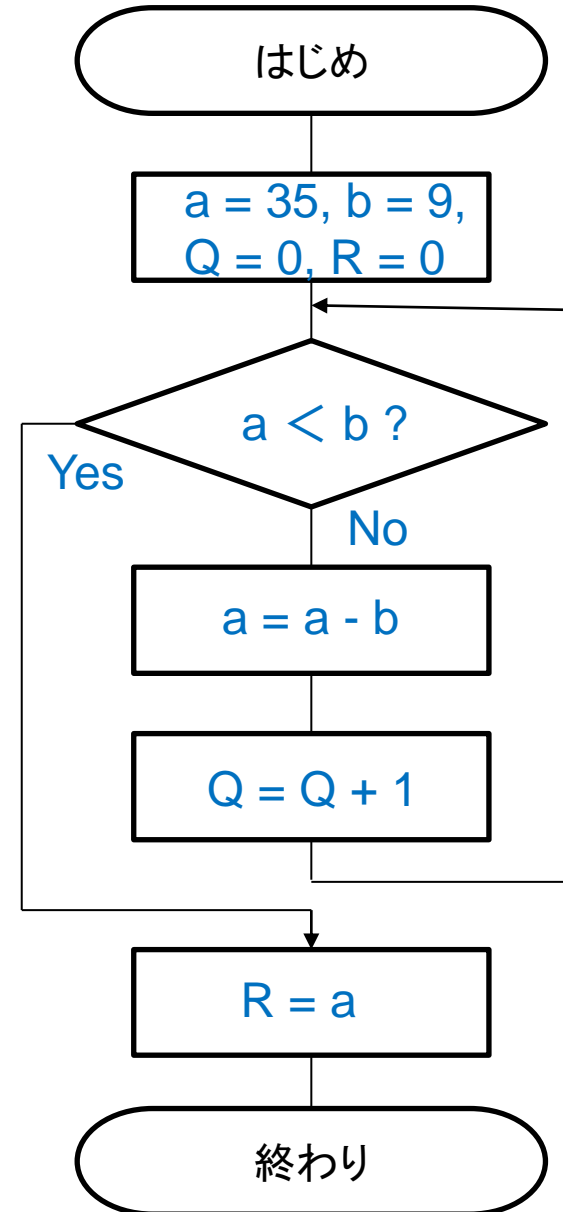 はじめ
a = 35, b = 9,
Q = 0, R = 0
a ＜ b ?
Yes
No
a = a - b
Q = Q + 1
R = a
終わり